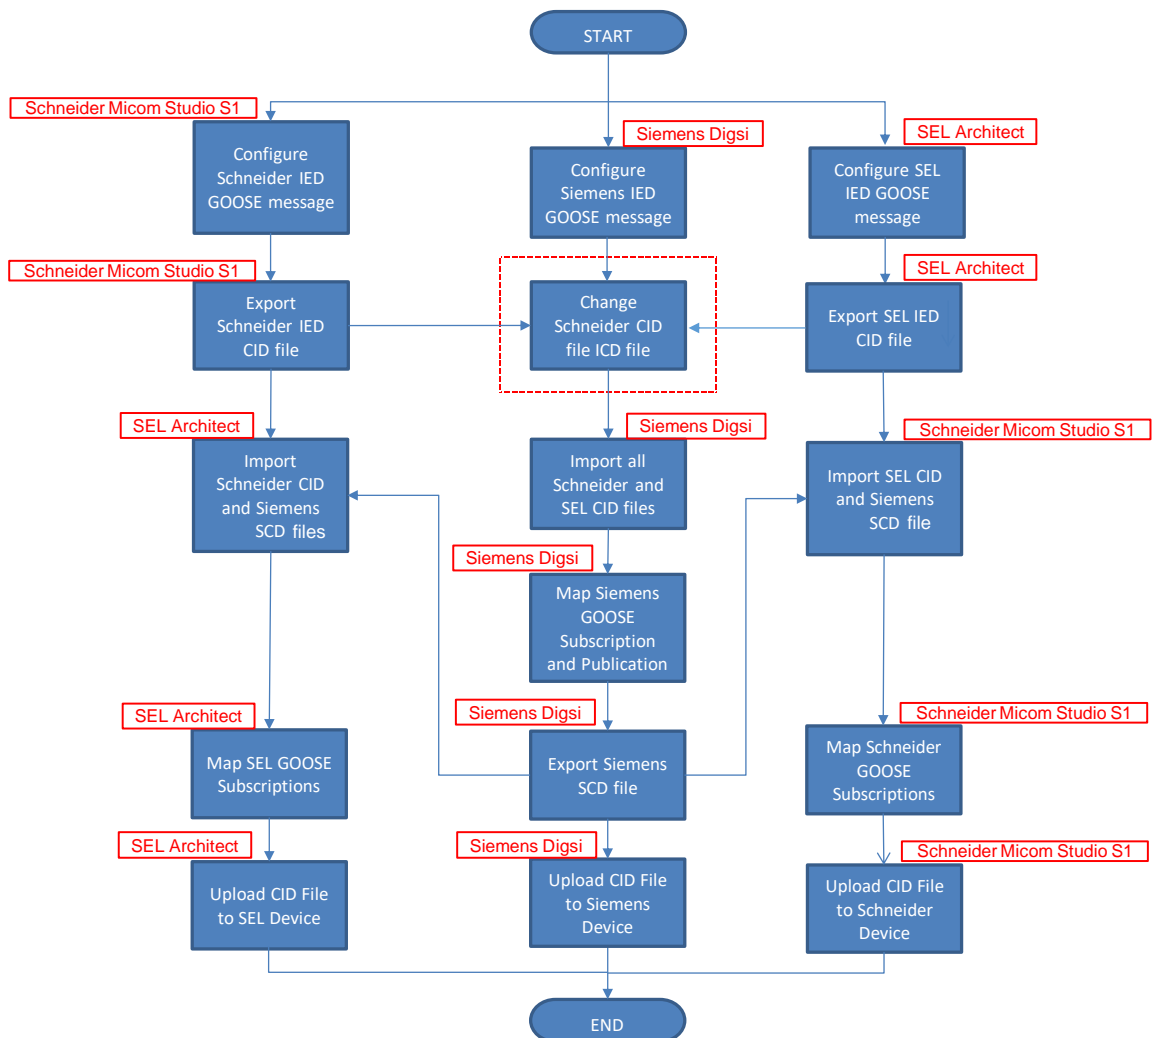 START
Schneider Micom Studio S1
Siemens Digsi
SEL Architect
Configure
Schneider IED
GOOSE message
Configure
Siemens IED
GOOSE message
Configure SEL
IED GOOSE
message
Schneider Micom Studio S1
SEL Architect
Export
Schneider IED
CID file
Change
Schneider CID
file ICD file
Export SEL IED
CID file
SEL Architect
Siemens Digsi
Schneider Micom Studio S1
Import
Schneider CID
and Siemens
SCD files
Import all
Schneider and
SEL CID files
Import SEL CID
and Siemens
SCD file
Siemens Digsi
Map Siemens
GOOSE
Subscription
and Publication
SEL Architect
Siemens Digsi
Schneider Micom Studio S1
Map SEL GOOSE
Subscriptions
Export Siemens
SCD file
Map Schneider
GOOSE
Subscriptions
SEL Architect
Siemens Digsi
Schneider Micom Studio S1
Upload CID File
to SEL Device
Upload CID File
to Siemens
Device
Upload CID File
to Schneider
Device
END